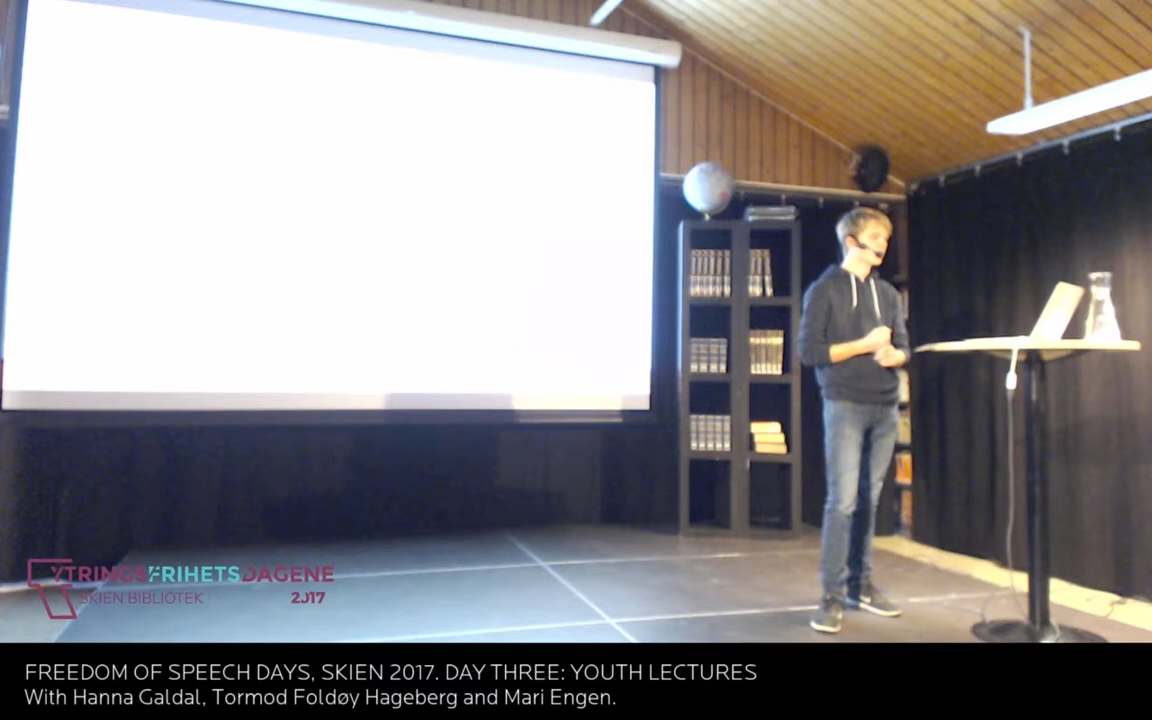 YTRINGSFRIHETSDAGENE
SKIEN BIBLIOTEK 2017
FREEDOM OF SPEECH DAYS, SKIEN 2017. DAY THREE: YOUTH LECTURES
With Hanna Galdal, Tormod Foldøy Hageberg and Mari Engen.